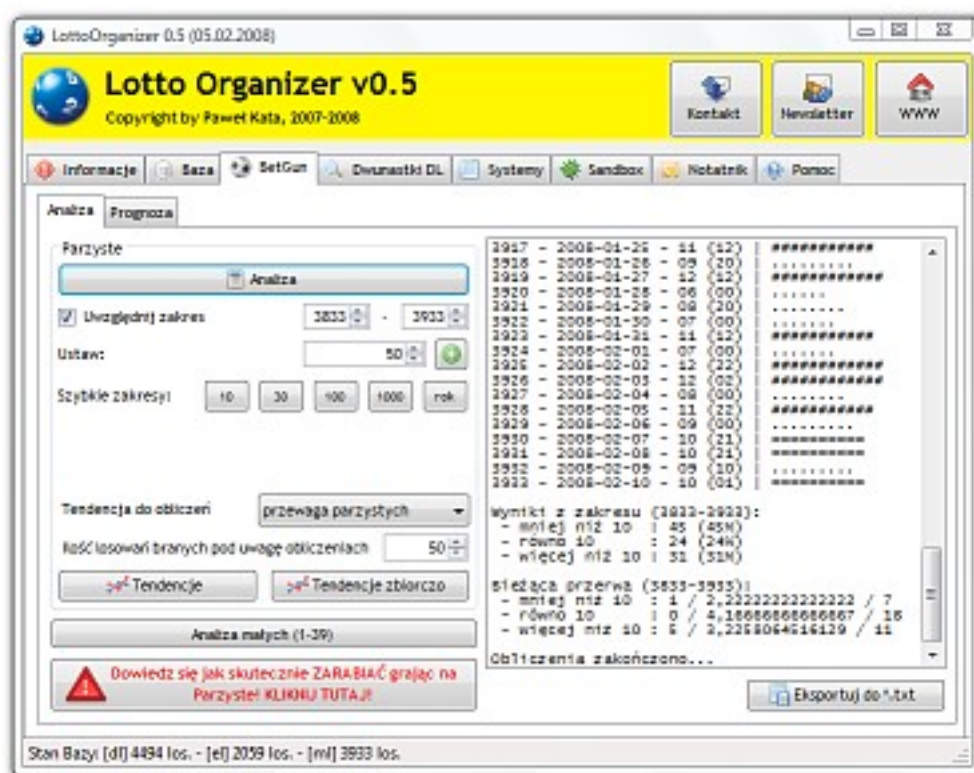 LottoOrganizer 0.5 (05.02.2008)
Lotto Organizer v0.5
Copyright by Paweł Kata, 2007-2008
Kontakt
Newsletter
WWW
Informacje Baza SetGun Dwunastki DL Systemy Sandbox Notatnik Pomoc
Analiza Prognoza
Parzyste
Analiza
Uwzględnij zakres 3833 - 3933
Ustaw: 50
Szybkie zakresy: 10 30 100 1000 rok
Tendencja do obliczeń przewaga parzystych
Ilość losowań branych pod uwagę obliczeniach 50
Tendencje Tendencje zbiorczo
Analiza małych (1-39)
Dowiedz się jak skutecznie ZARABIAĆ grając na
Parzyste! KLIKNIJ TUTAJ!
3917 - 2008-01-25 - 11 (12) | ###########
3918 - 2008-01-26 - 09 (20) | .........
3919 - 2008-01-27 - 12 (12) | ############
3920 - 2008-01-28 - 06 (00) | ......
3921 - 2008-01-29 - 08 (20) | ........
3922 - 2008-01-30 - 07 (00) | .......
3923 - 2008-01-31 - 11 (12) | ###########
3924 - 2008-02-01 - 07 (00) | .......
3925 - 2008-02-02 - 12 (22) | ############
3926 - 2008-02-03 - 12 (02) | ############
3927 - 2008-02-04 - 08 (00) | ........
3928 - 2008-02-05 - 11 (22) | ###########
3929 - 2008-02-06 - 09 (00) | .........
3930 - 2008-02-07 - 10 (21) | ==========
3931 - 2008-02-08 - 10 (21) | ==========
3932 - 2008-02-09 - 09 (10) | .........
3933 - 2008-02-10 - 10 (01) | ==========
Wyniki z zakresu (3833-3933):
- mniej niż 10 : 45 (45%)
- równo 10 : 24 (24%)
- więcej niż 10 : 31 (31%)
Bieżąca przerwa (3833-3933):
- mniej niż 10 : 1 / 2,22222222222222 / 7
- równo 10 : 0 / 4,16666666666667 / 16
- więcej niż 10 : 5 / 3,2258064516129 / 11
Obliczenia zakończono...
Eksportuj do *.txt
Stan Bazy: [dl] 4494 los. - [el] 2059 los. - [ml] 3933 los.